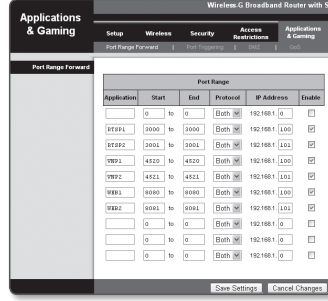 Wireless-G Broadband Router with S
Applications & Gaming
Setup Wireless Security Access Restrictions Applications & Gaming
Port Range Forward | Port Triggering | DMZ | QoS
Port Range Forward
Port Range
Application Start End Protocol IP Address Enable
0 to 0 Both 192.168.1. 0
RTSP1 3000 to 3000 Both 192.168.1. 100
RTSP2 3001 to 3001 Both 192.168.1. 101
VNP1 4520 to 4520 Both 192.168.1. 100
VNP2 4521 to 4521 Both 192.168.1. 101
WEB1 8080 to 8080 Both 192.168.1. 100
WEB2 8081 to 8081 Both 192.168.1. 101
0 to 0 Both 192.168.1. 0
0 to 0 Both 192.168.1. 0
0 to 0 Both 192.168.1. 0
Save Settings Cancel Changes